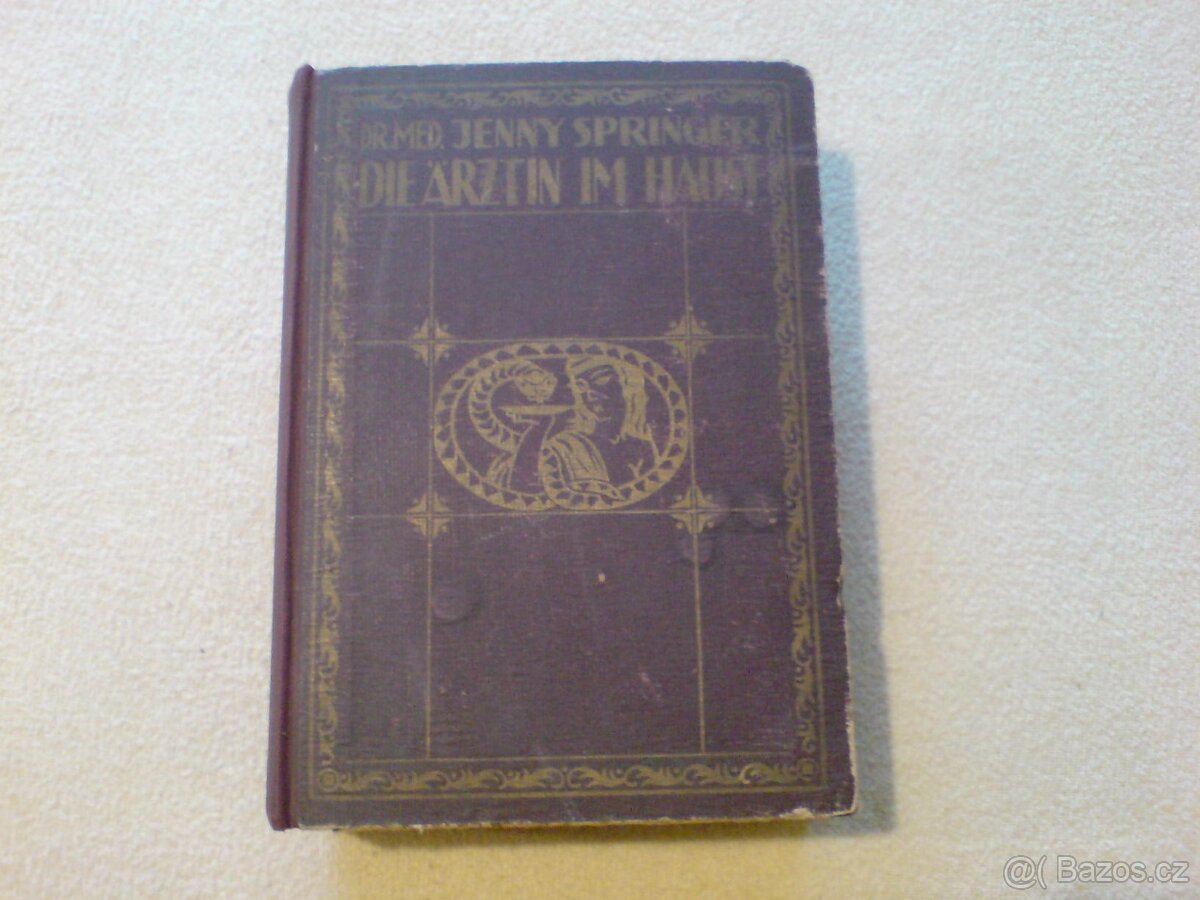 DR. MED. JENNY SPRINGER
DIE ÄRZTIN IM HAUSE
@( Bazos.cz